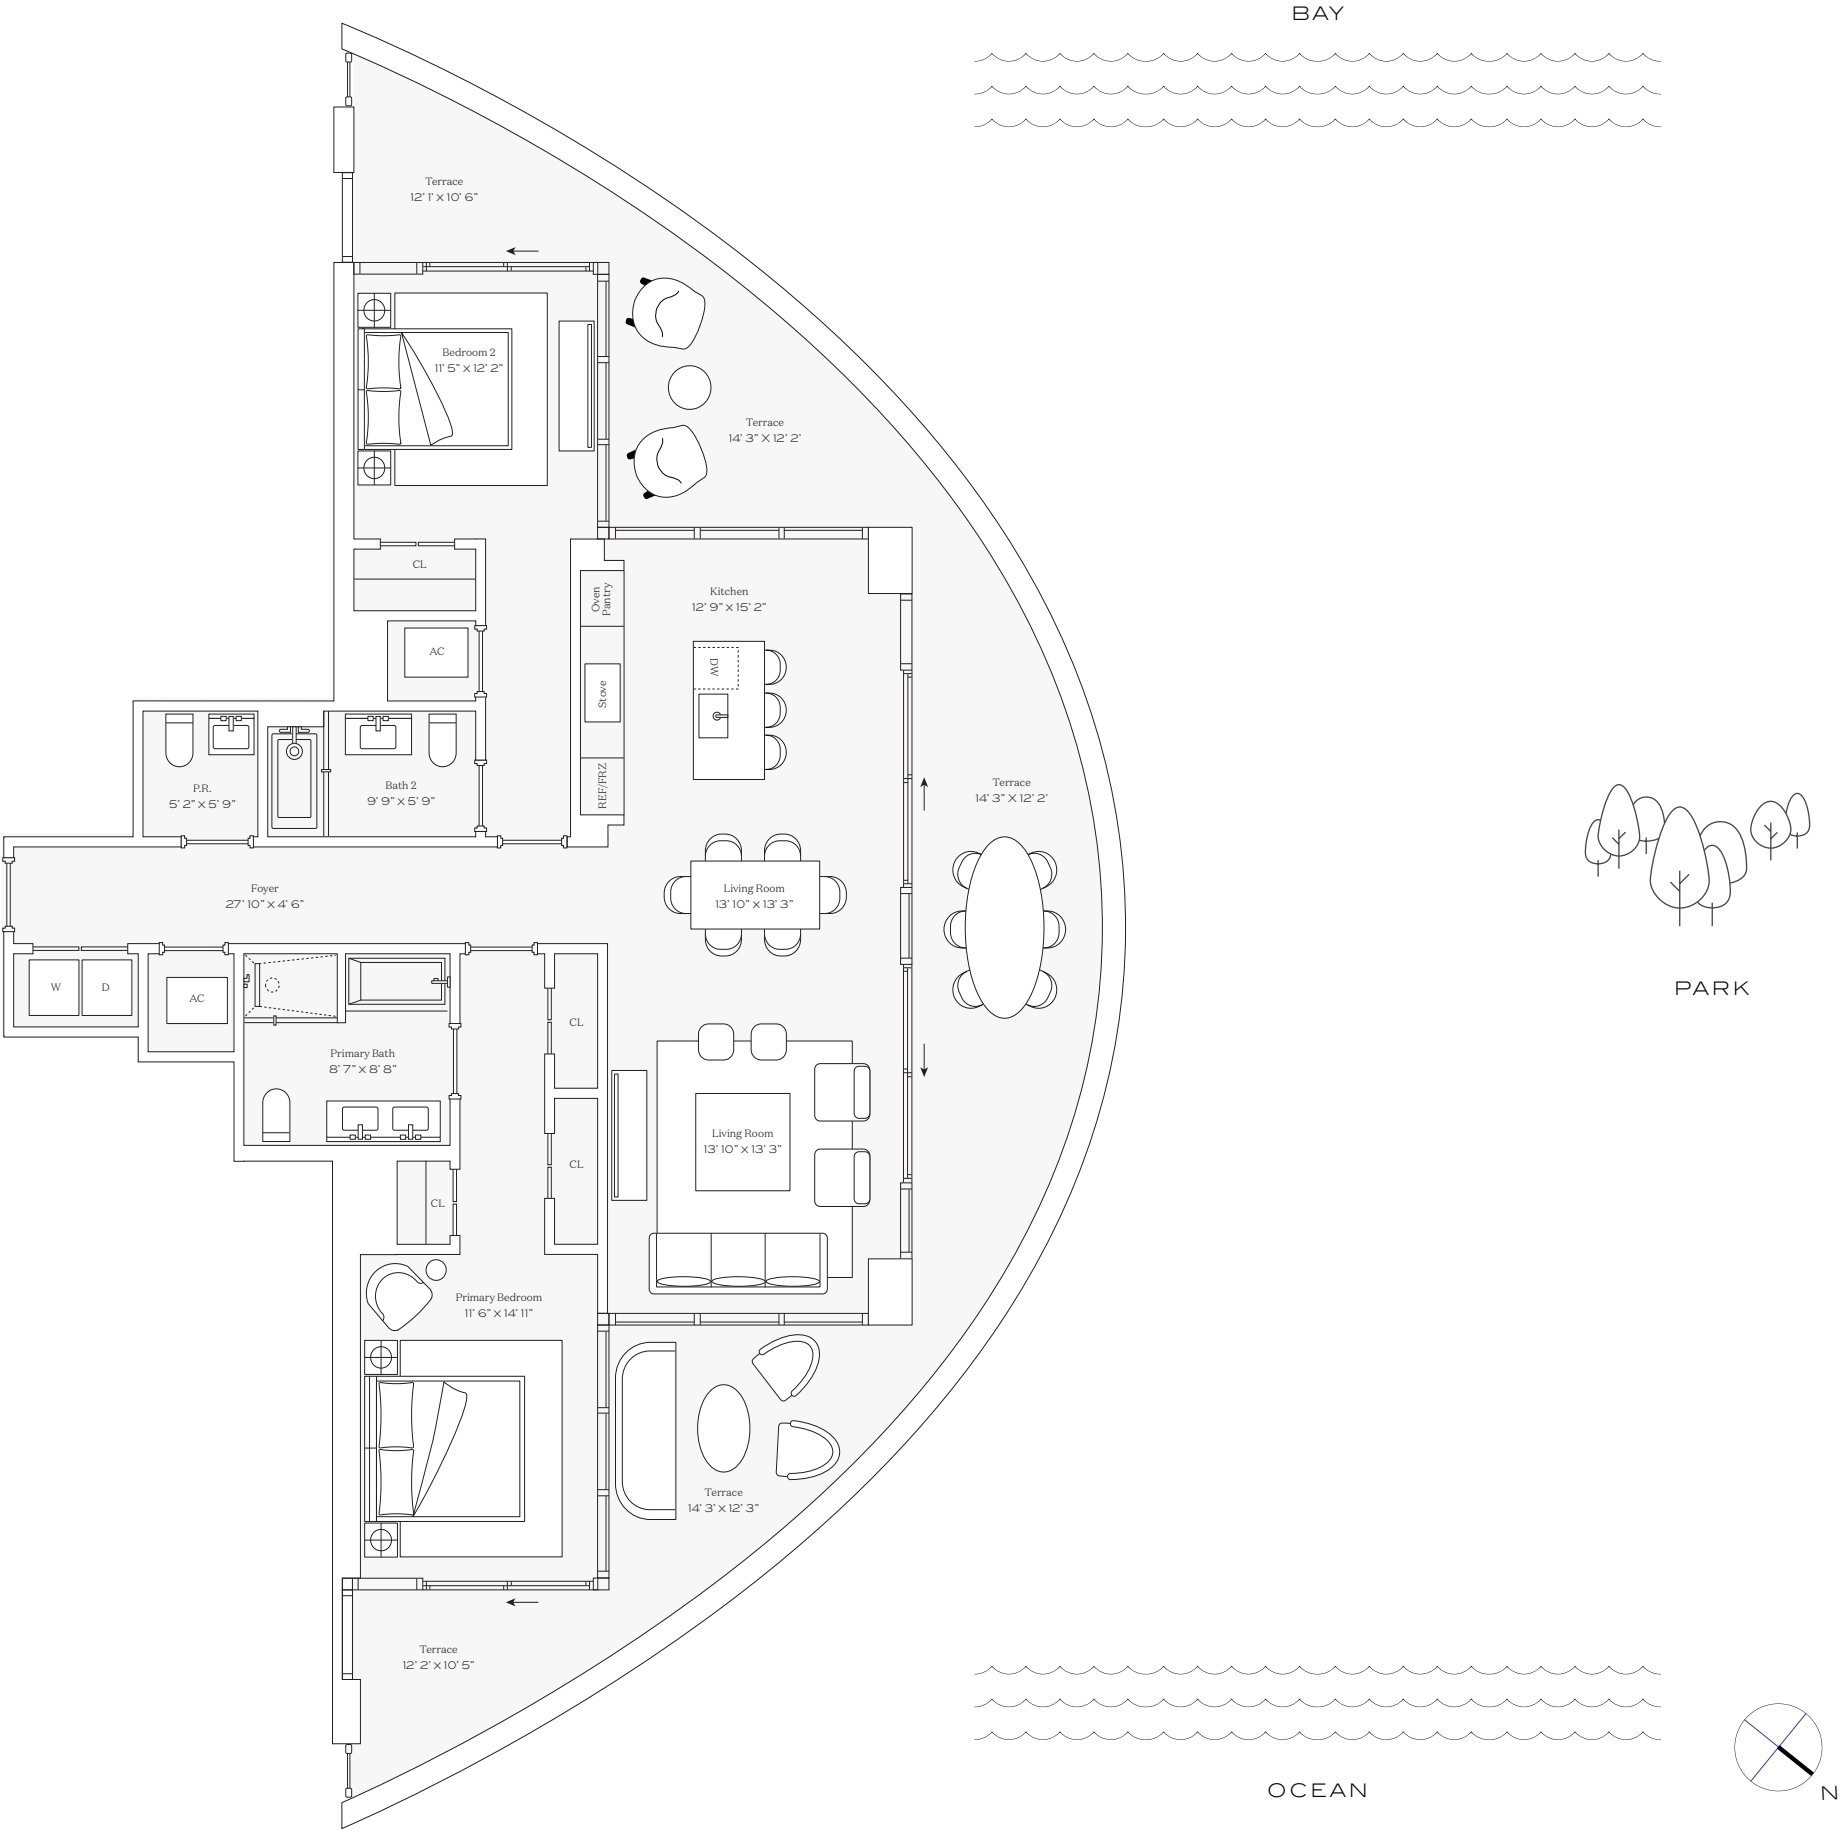 BAY
Terrace
12' 1' X 10' 6"
Bedroom 2
11' 5" X 12' 2"
Terrace
14' 3" X 12' 2'
CL
Oven
Pantry
Kitchen
12' 9" X 15' 2"
AC
DW
Stove
P.R.
5' 2" X 5' 9"
Bath 2
9' 9" X 5' 9"
REF/FRZ
Terrace
14' 3" X 12' 2'
Foyer
27' 10" X 4' 6"
Living Room
13' 10" X 13' 3"
W
D
AC
CL
PARK
Primary Bath
8' 7" X 8' 8"
Living Room
13' 10" X 13' 3"
CL
CL
Primary Bedroom
11' 6" X 14' 11"
Terrace
14' 3' X 12' 3"
Terrace
12' 2' X 10' 5"
OCEAN
N